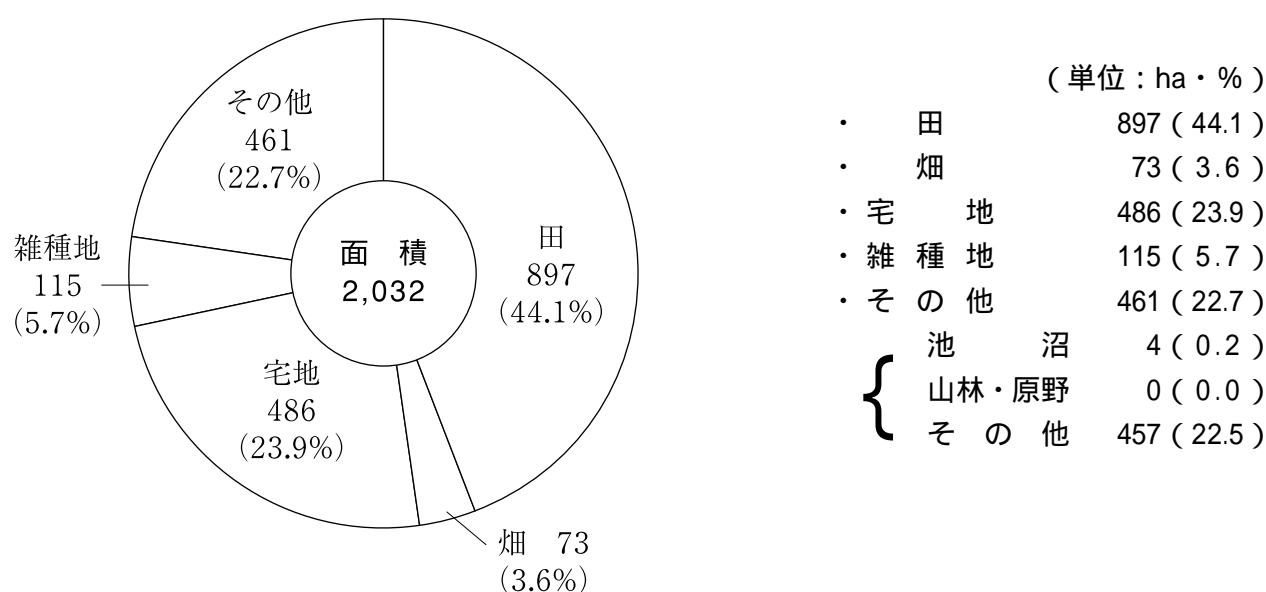 その他
461
(22.7%)
雑種地
115
(5.7%)
面 積
2,032
田
897
(44.1%)
宅地
486
(23.9%)
畑 73
(3.6%)
(単位:ha・%)
・ 田 897(44.1)
・ 畑 73(3.6)
・宅 地 486(23.9)
・雑 種 地 115(5.7)
・そ の 他 461(22.7)
池 沼 4(0.2)
山林・原野 0(0.0)
そ の 他 457(22.5)